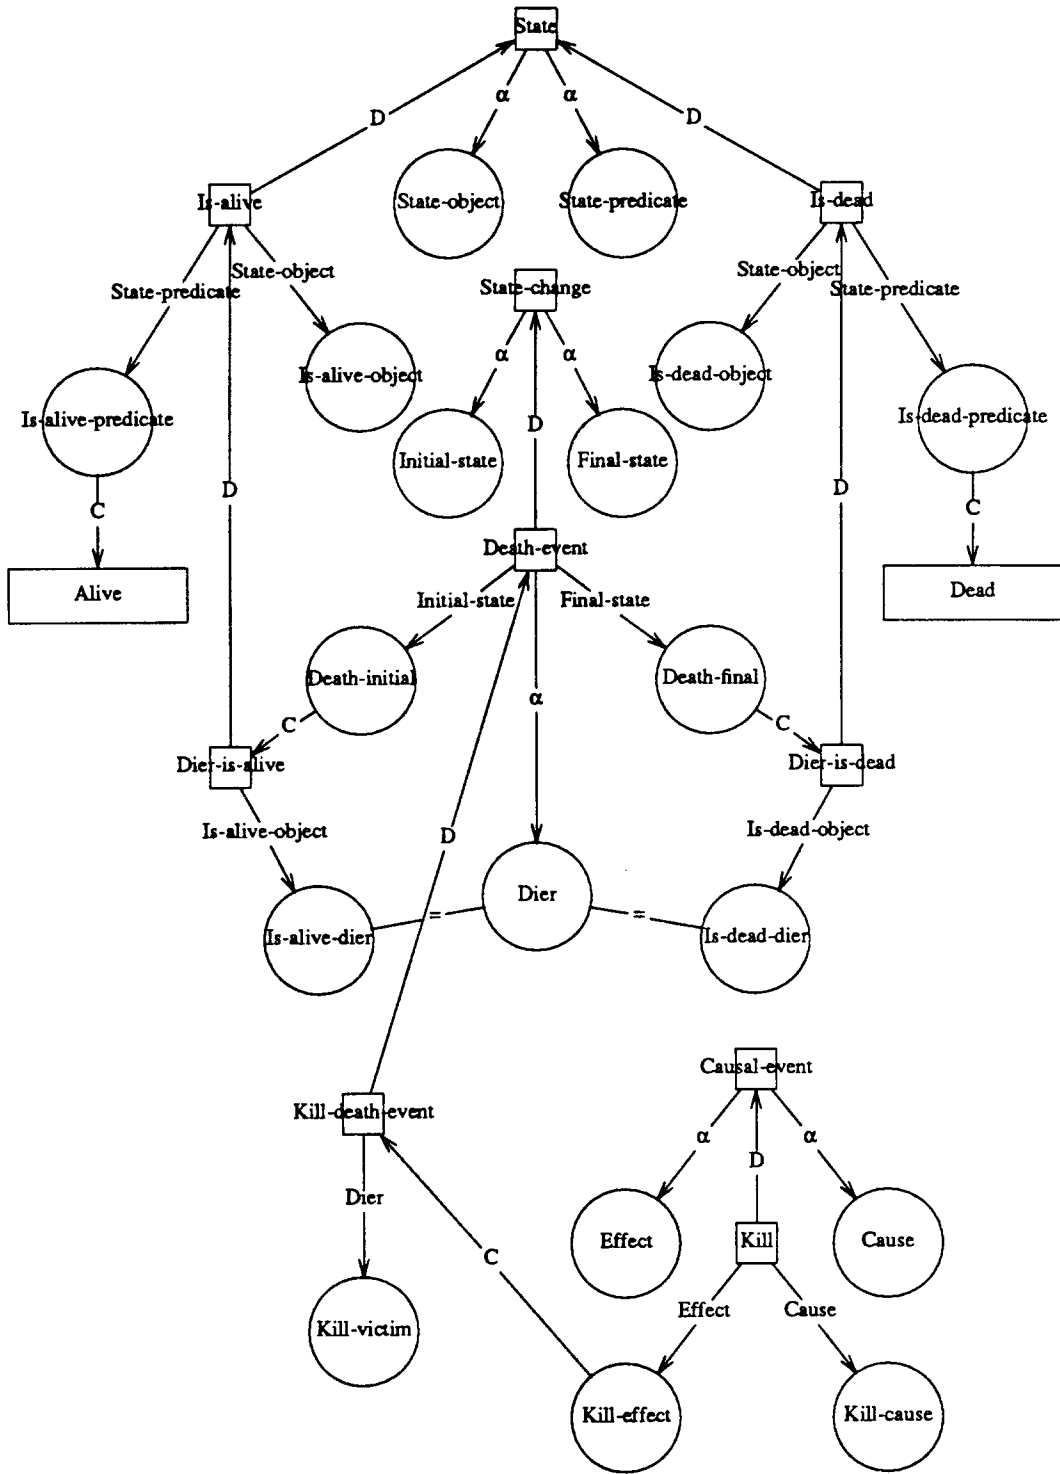 State
α α
D D
Is-alive State-object State-predicate Is-dead
State-object State-object
State-predicate State-change State-predicate
α α
Is-alive-object Is-dead-object
Is-alive-predicate D Is-dead-predicate
Initial-state Final-state
D D
C C
Death-event
Alive Dead
Initial-state Final-state
Death-initial Death-final
α
C C
Dier-is-alive Dier-is-dead
Is-alive-object D Is-dead-object
Dier
= =
Is-alive-dier Is-dead-dier
Causal-event
Kill-death-event
α α
D
Dier
Effect Kill Cause
C
Effect Cause
Kill-victim
Kill-effect Kill-cause